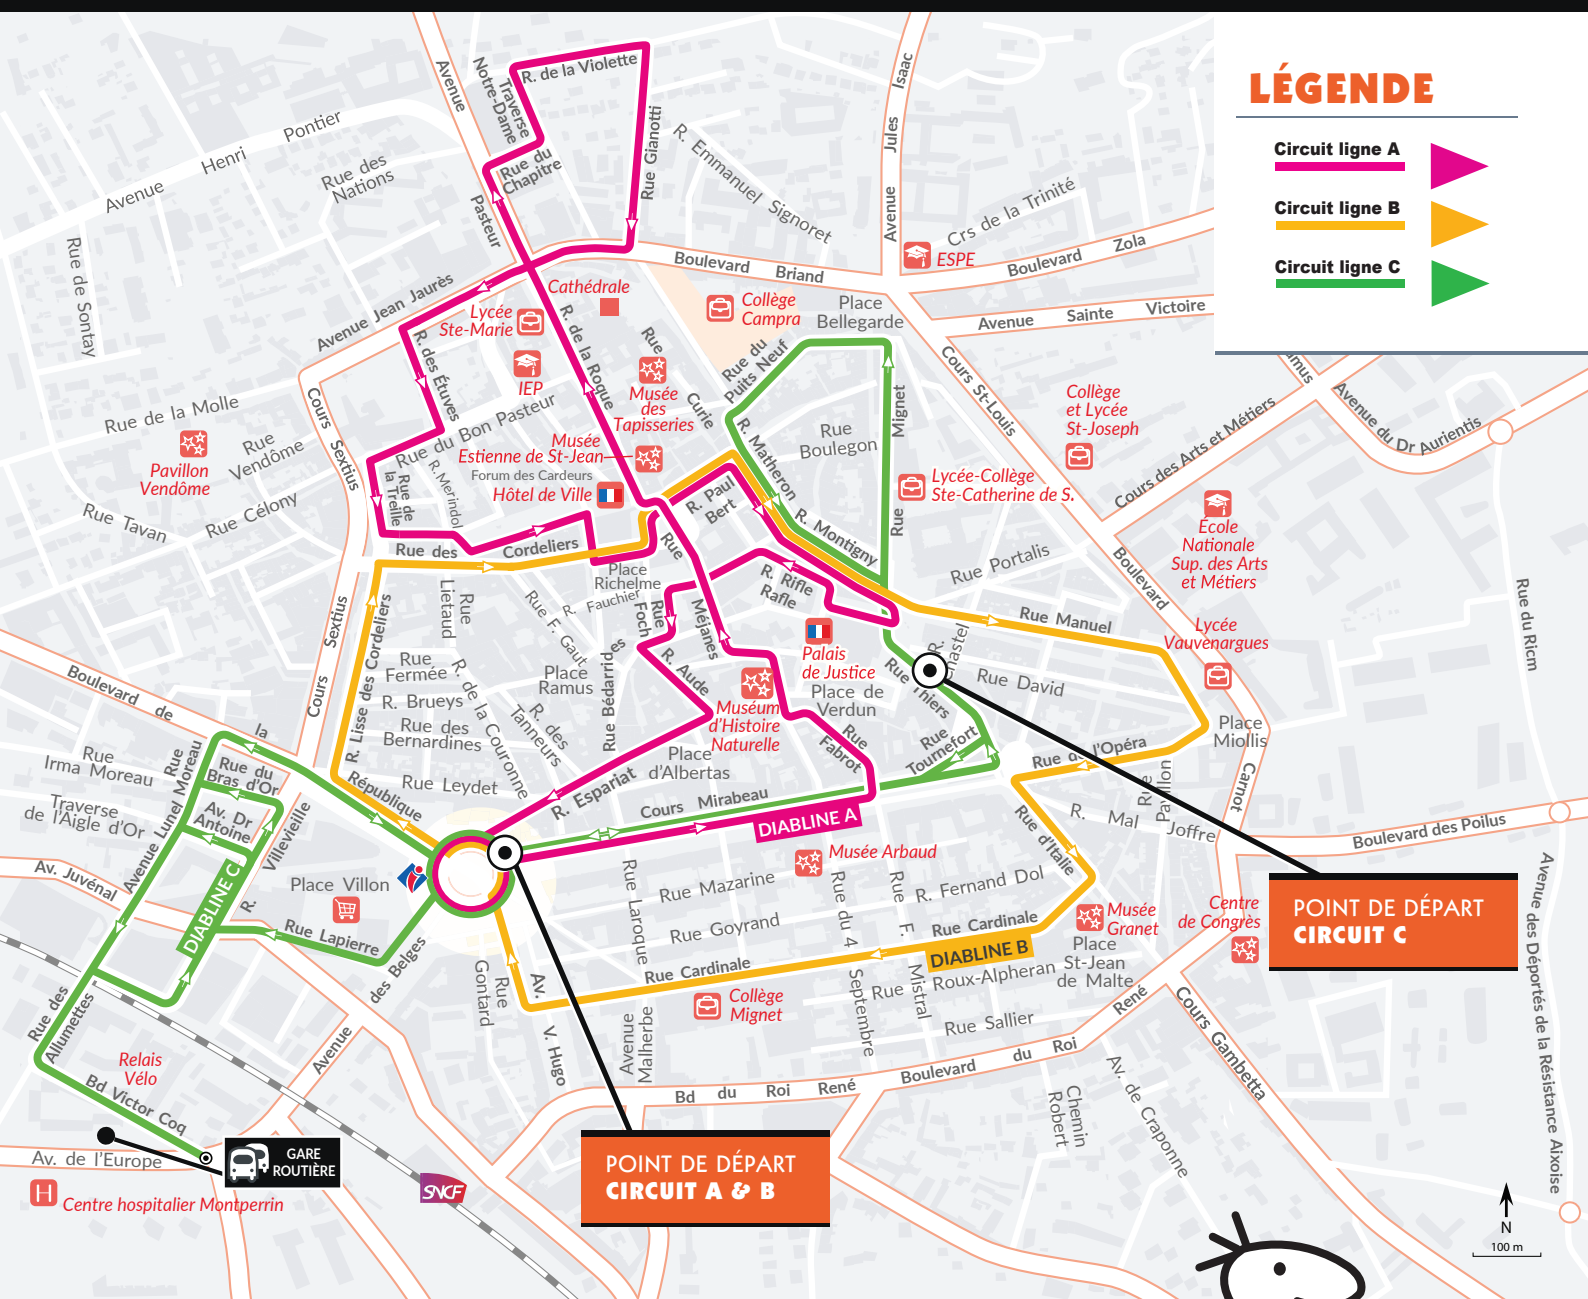 LÉGENDE
Circuit ligne A
Circuit ligne B
Circuit ligne C
R. de la Violette
Traverse
Notre-Dame
Rue du
Chapitre
Rue Gianotti
Avenue
Pasteur
Avenue Henri Pontier
Rue des
Nations
R. Emmanuel Signoret
Avenue Jules Isaac
Crs de la Trinité
ESPE
Boulevard Zola
Boulevard Briand
Avenue Sainte Victoire
Rue de Sontay
Avenue Jean Jaurès
Cathédrale
Lycée
Ste-Marie
IEP
R. de la Roque
R. des Étuves
Rue du Bon Pasteur
Rue Curie
Musée
des
Tapisseries
Collège
Campra
Place
Bellegarde
Rue du
Puits Neuf
R. Matheron
Rue
Boulegon
Rue Mignet
Cours St-Louis
Collège
et Lycée
St-Joseph
Cours des Arts et Métiers
Avenue du Dr Aurientis
Rue de la Molle
Rue
Vendôme
Pavillon
Vendôme
Rue Célony
Rue Tavan
Cours Sextius
Rue de
la Treille
R. Merindol
Musée
Estienne de St-Jean
Forum des Cardeurs
Hôtel de Ville
R. Paul
Bert
R. Montigny
Lycée-Collège
Ste-Catherine de S.
École
Nationale
Sup. des Arts
et Métiers
Rue des Cordeliers
Place
Richelme
R. Fauchier
Rue
Foch
Rue Méjanes
R. Rifle
Rafle
Rue Portalis
Boulevard
Rue Manuel
Lycée
Vauvenargues
Rue du Ricm
Cours Sextius
R. Lisse des Cordeliers
Rue
Lietaud
Rue F. Gaut
Rue
Fermée
R. Brueys
Rue des
Bernardines
Rue Leydet
R. de la Couronne
Place
Ramus
R. des
Tanneurs
Rue Bédarrides
R. Aude
Palais
de Justice
Place de
Verdun
Muséum
d'Histoire
Naturelle
Rue
Fabrot
Rue Thiers
Rue David
Rue
Tournefort
Rue de l'Opéra
Place
Miollis
Carnot
Rue
Pavillon
R. Mal Joffre
Boulevard des Poilus
Boulevard de la
République
Rue
Irma Moreau
Traverse
de l'Aigle d'Or
Avenue Lunel
Rue Moreau
Rue du
Bras d'Or
Av. Dr
Antoine
R. Villevieille
DIABLINE C
Av. Juvénal
Place Villon
Rue Lapierre
Avenue des Belges
Place
d'Albertas
R. Espariat
Cours Mirabeau
DIABLINE A
Musée Arbaud
Rue Mazarine
Rue Goyrand
Rue Laroque
Rue du 4 Septembre
Rue F. Mistral
R. Fernand Dol
Rue d'Italie
Rue Cardinale
Rue Cardinale
DIABLINE B
Musée
Granet
Place
St-Jean
de Malte
Rue Roux-Alpheran
Rue Sallier
Centre
de Congrès
POINT DE DÉPART
CIRCUIT C
Collège
Mignet
Rue
Gontard
Av. V. Hugo
Avenue
Malherbe
Bd du Roi René
Boulevard du Roi René
Chemin
Robert
Av. de Craponne
Cours Gambetta
Avenue des Déportés de la Résistance Aixoise
Rue des
Allumettes
Relais
Vélo
Bd Victor Coq
Av. de l'Europe
GARE
ROUTIÈRE
H
Centre hospitalier Montperrin
SNCF
POINT DE DÉPART
CIRCUIT A & B
N
100 m